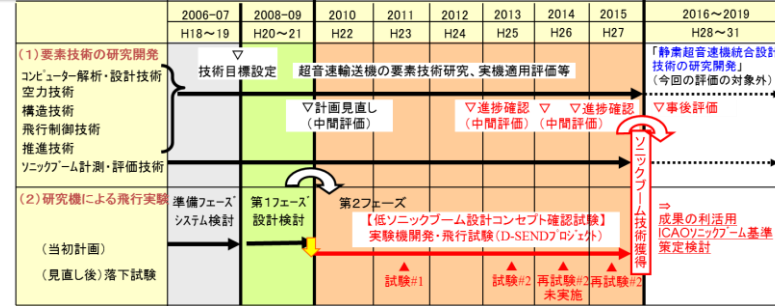 2006-07 2008-09 2010 2011 2012 2013 2014 2015 2016～2019
H18～19 H20～21 H22 H23 H24 H25 H26 H27 H28～31
(1)要素技術の研究開発
コンピューター解析・設計技術
空力技術
構造技術
飛行制御技術
推進技術
ソニックブーム計測・評価技術
▽
技術目標設定
超音速輸送機の要素技術研究、実機適用評価等
▽計画見直し
(中間評価)
▽進捗確認
(中間評価)
▽ ▽進捗確認
(中間評価)
「静粛超音速機統合設計
技術の研究開発」
(今回の評価の対象外)
▽事後評価
ソニックブーム技術獲得
(2)研究機による飛行実験
準備フェーズ
システム検討
第1フェーズ
設計検討
第2フェーズ
【低ソニックブーム設計コンセプト確認試験】
実験機開発・飛行試験(D-SENDプロジェクト)
(当初計画)
(見直し後)落下試験
▲
試験#1
▲
試験#2
▲
再試験#2
未実施
▲
再試験#2
⇒
成果の利活用
ICAOソニックブーム基準
策定検討